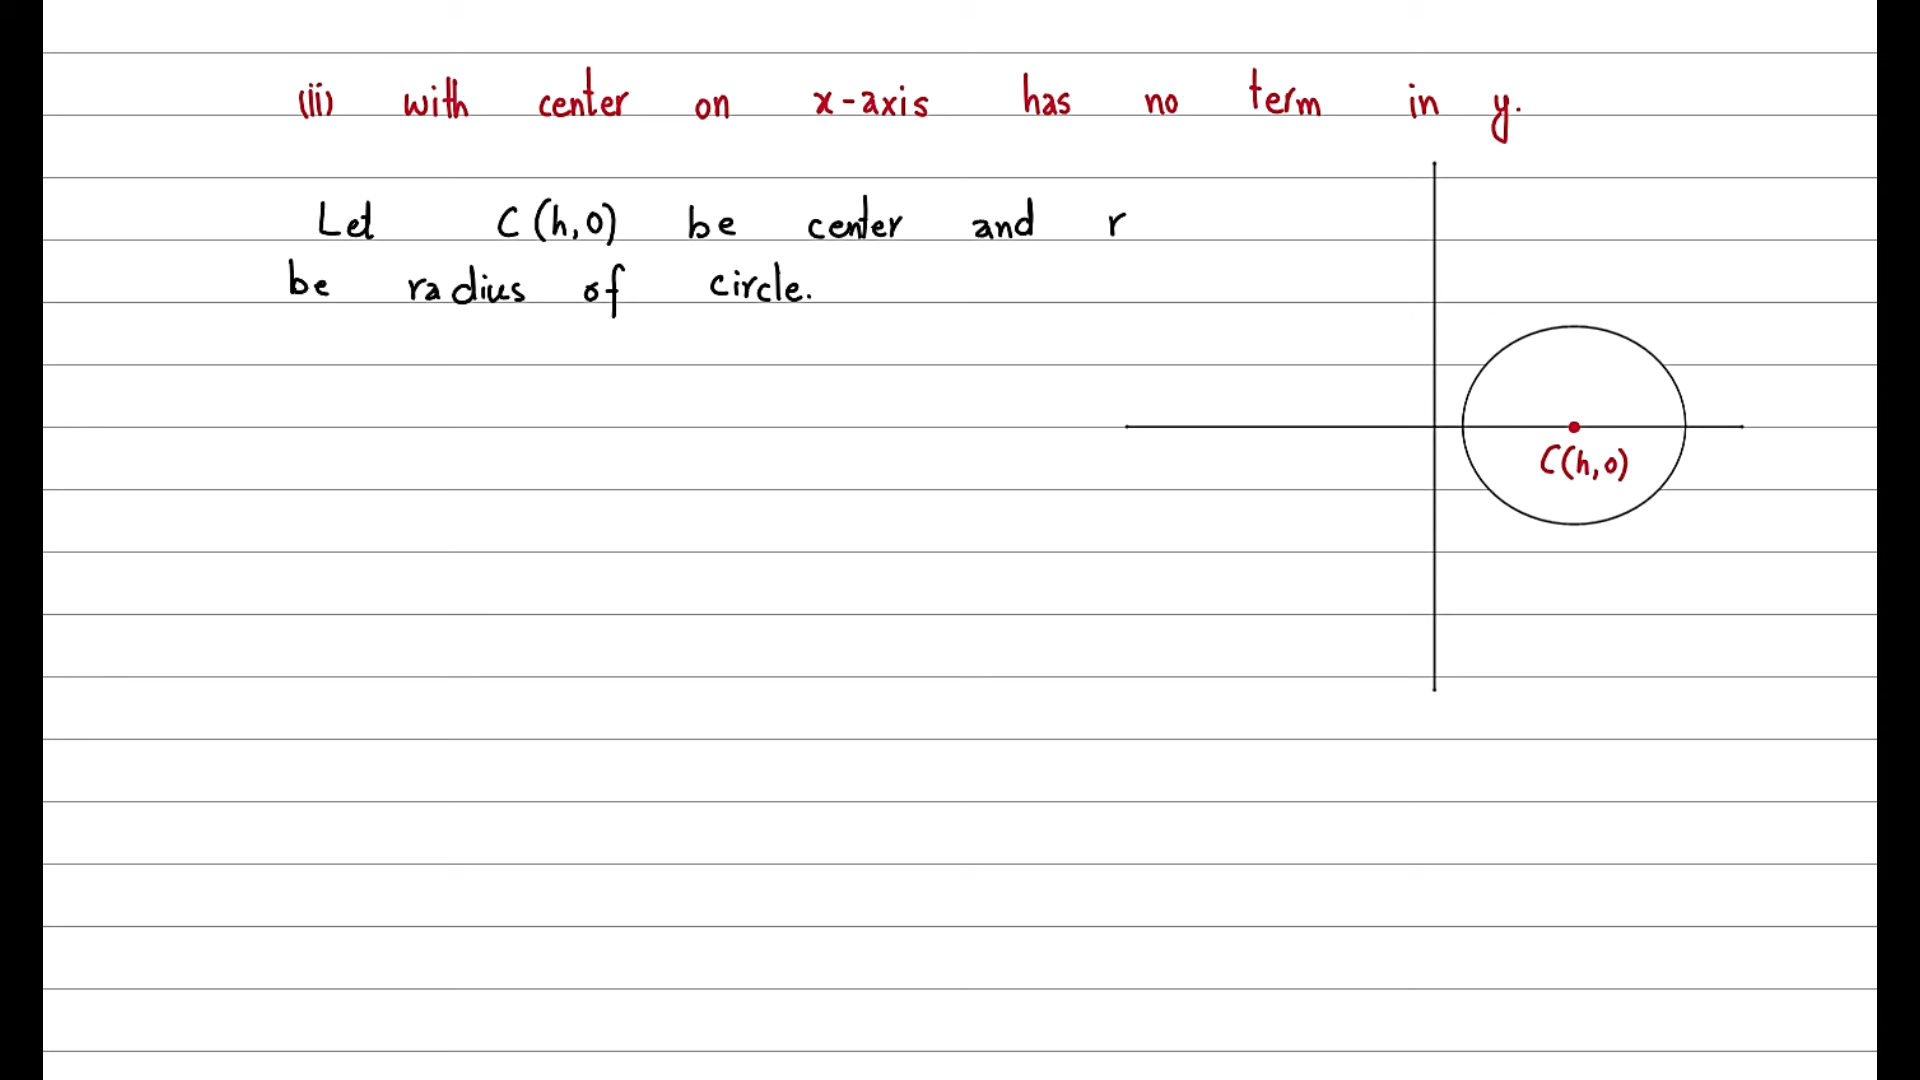 (ii) with center on x-axis has no term in y.
Let C(h,0) be center and r
be radius of circle.
C(h,0)